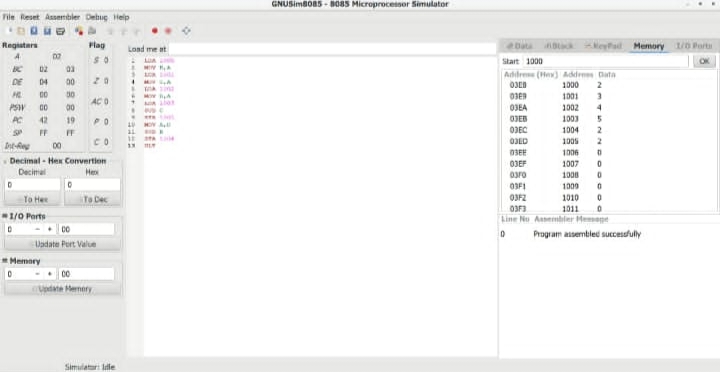 GNUSim8085 - 8085 Microprocessor Simulator
File Reset Assembler Debug Help
Registers
Flag
A 02
BC 02 03
DE 04 00
HL 00 00
PSW 00 00
PC 42 19
SP FF FF
Int-Reg 00
S 0
Z 0
AC 0
P 0
C 0
Decimal - Hex Convertion
Decimal Hex
0 0
To Hex To Dec
I/O Ports
0 - + 00
Update Port Value
Memory
0 - + 00
Update Memory
Load me at
1 LDA 1000
2 MOV B,A
3 LDA 1001
4 MOV C,A
5 LDA 1002
6 MOV D,A
7 LDA 1003
8 SUB C
9 STA 1005
10 MOV A,D
11 SUB B
12 STA 1004
13 HLT
Data Stack KeyPad Memory I/O Ports
Start 1000 OK
Address (Hex) Address Data
03E8 1000 2
03E9 1001 3
03EA 1002 4
03EB 1003 5
03EC 1004 2
03ED 1005 2
03EE 1006 0
03EF 1007 0
03F0 1008 0
03F1 1009 0
03F2 1010 0
03F3 1011 0
Line No Assembler Message
0 Program assembled successfully
Simulator: Idle